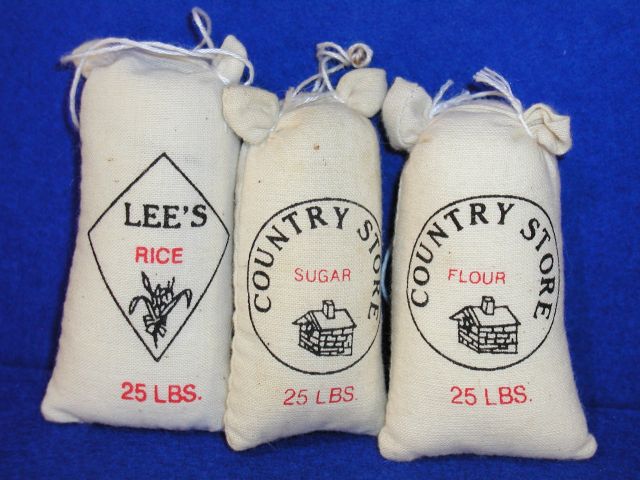 LEE'S
RICE
25 LBS.
COUNTRY STORE
SUGAR
25 LBS.
COUNTRY STORE
FLOUR
25 LBS.